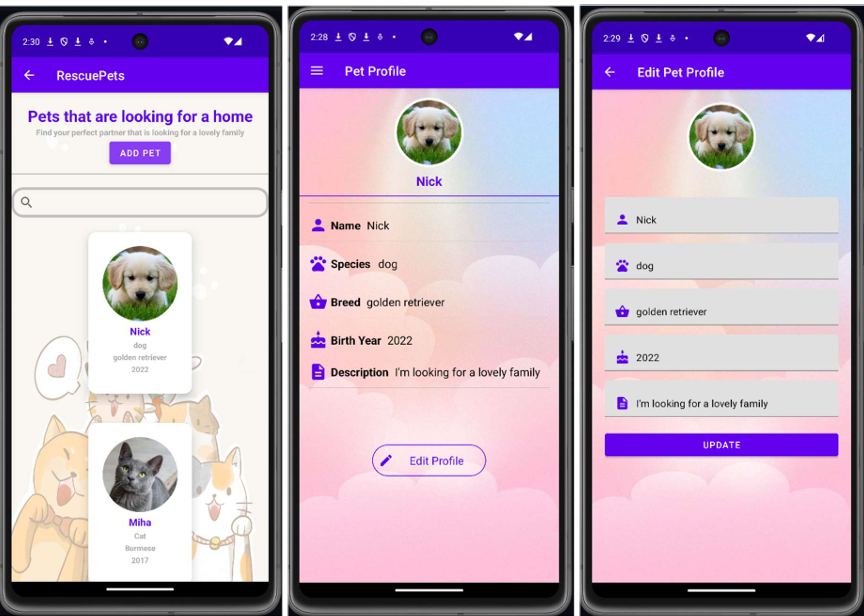 2:30
RescuePets
Pets that are looking for a home
Find your perfect partner that is looking for a lovely family
ADD PET
Nick
dog
golden retriever
2022
Miha
Cat
Burmase
2017
2:28
Pet Profile
Nick
Name Nick
Species dog
Breed golden retriever
Birth Year 2022
Description I'm looking for a lovely family
Edit Profile
2:29
Edit Pet Profile
Nick
dog
golden retriever
2022
I'm looking for a lovely family
UPDATE